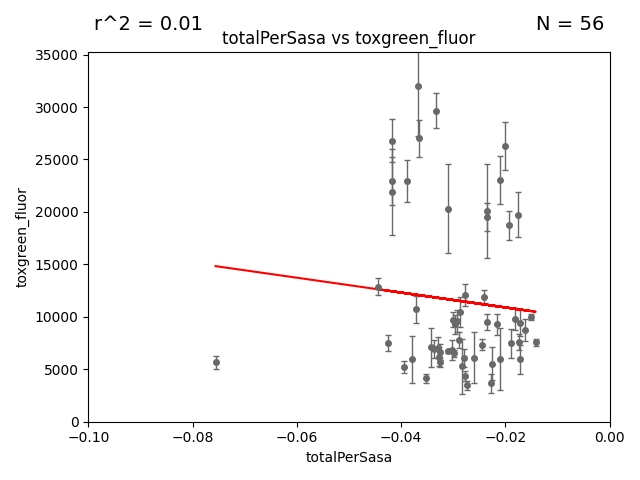 r^2 = 0.01
N = 56
totalPerSasa vs toxgreen_fluor
35000
30000
25000
20000
15000
10000
5000
0
toxgreen_fluor
−0.10
−0.08
−0.06
−0.04
−0.02
0.00
totalPerSasa